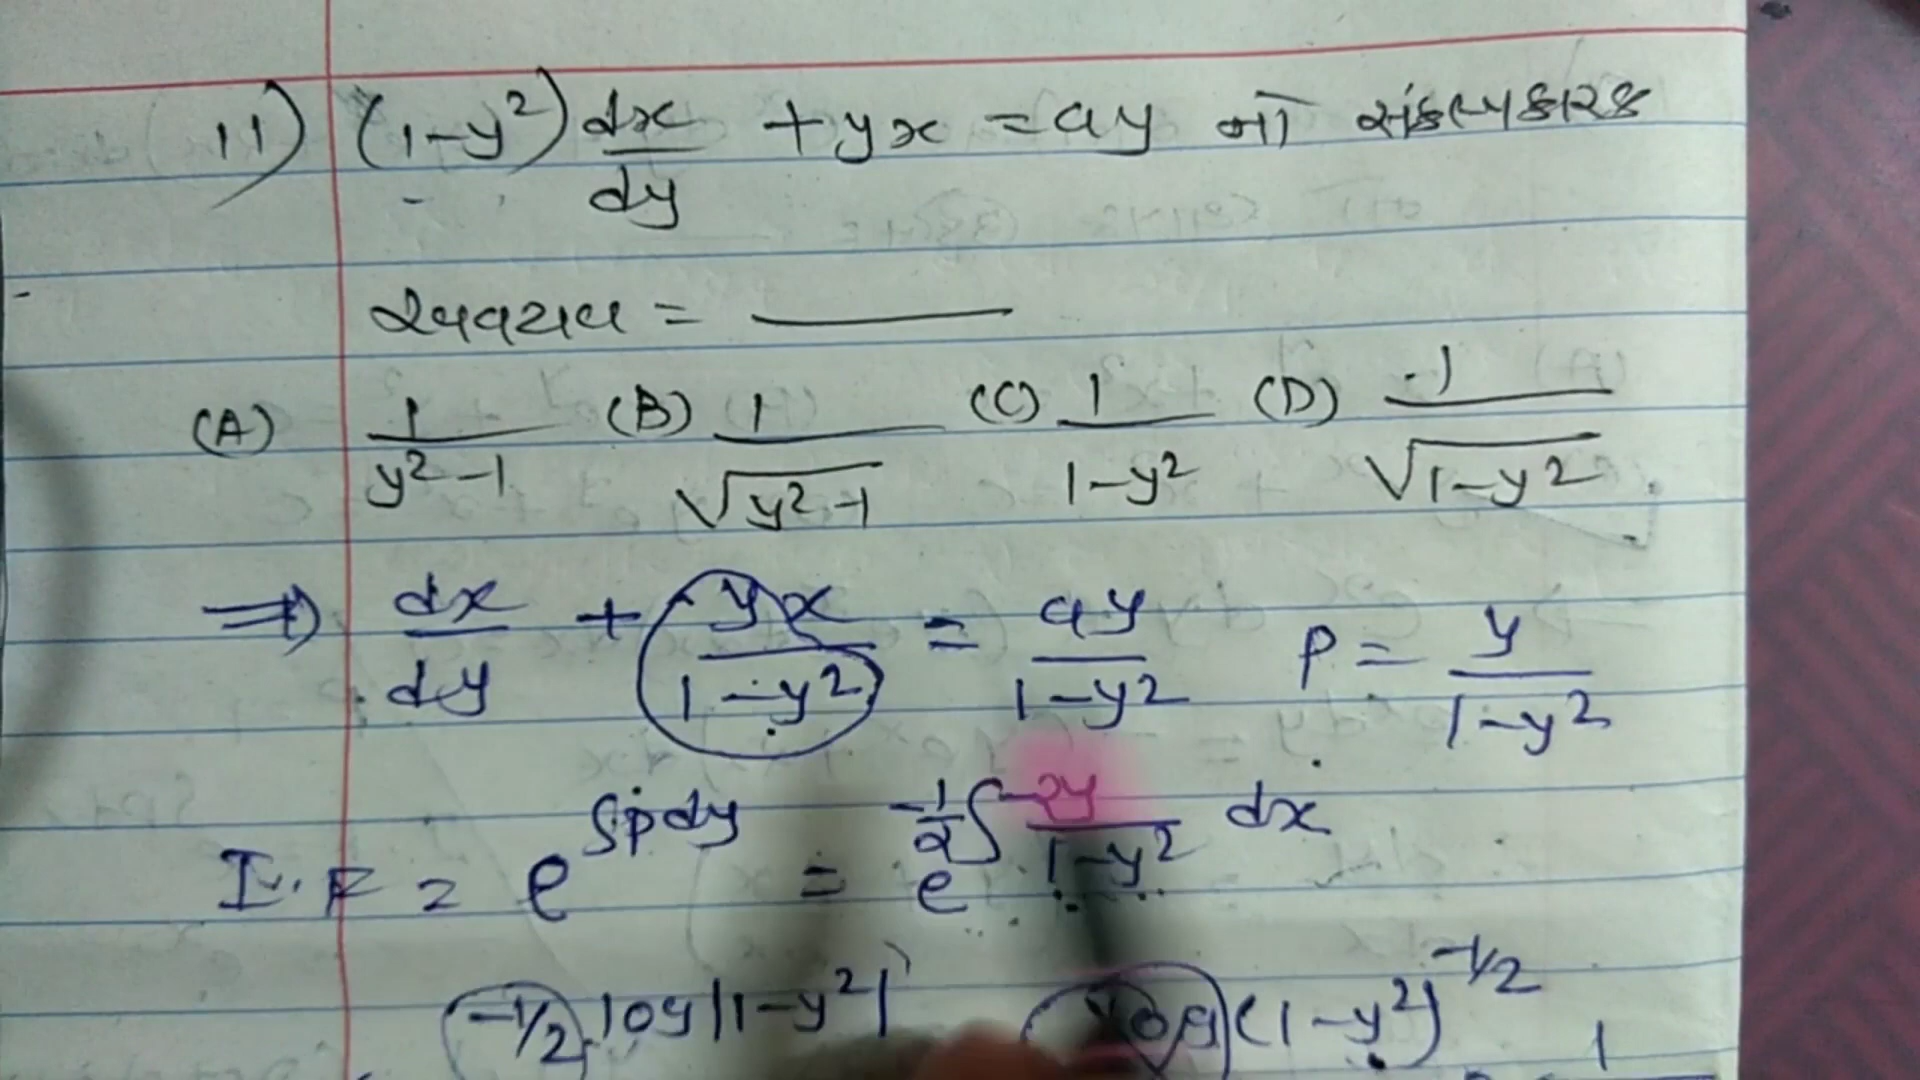 11) (1-y²) dx/dy + yx = ay નો સંકલ્યકારક
અવયવ = ______
(A) 1/(y²-1) (B) 1/√(y²-1) (C) 1/(1-y²) (D) 1/√(1-y²)
⇒ dx/dy + yx/(1-y²) = ay/(1-y²) P = y/(1-y²)
I.F = e^∫pdy = e^(-1/2 ∫ -2y/(1-y²) dx)
-1/2 log|1-y²| log(1-y²)^-1/2 1